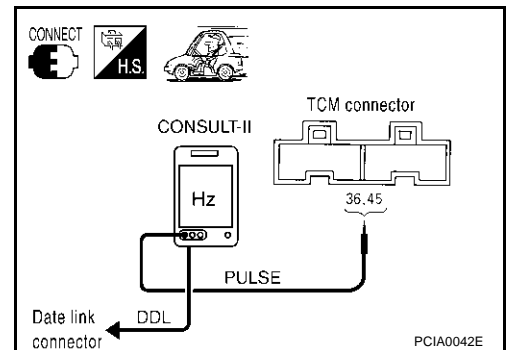 CONNECT
H.S.
TCM connector
CONSULT-II
Hz
36,45
PULSE
Date link
connector
DDL
PCIA0042E